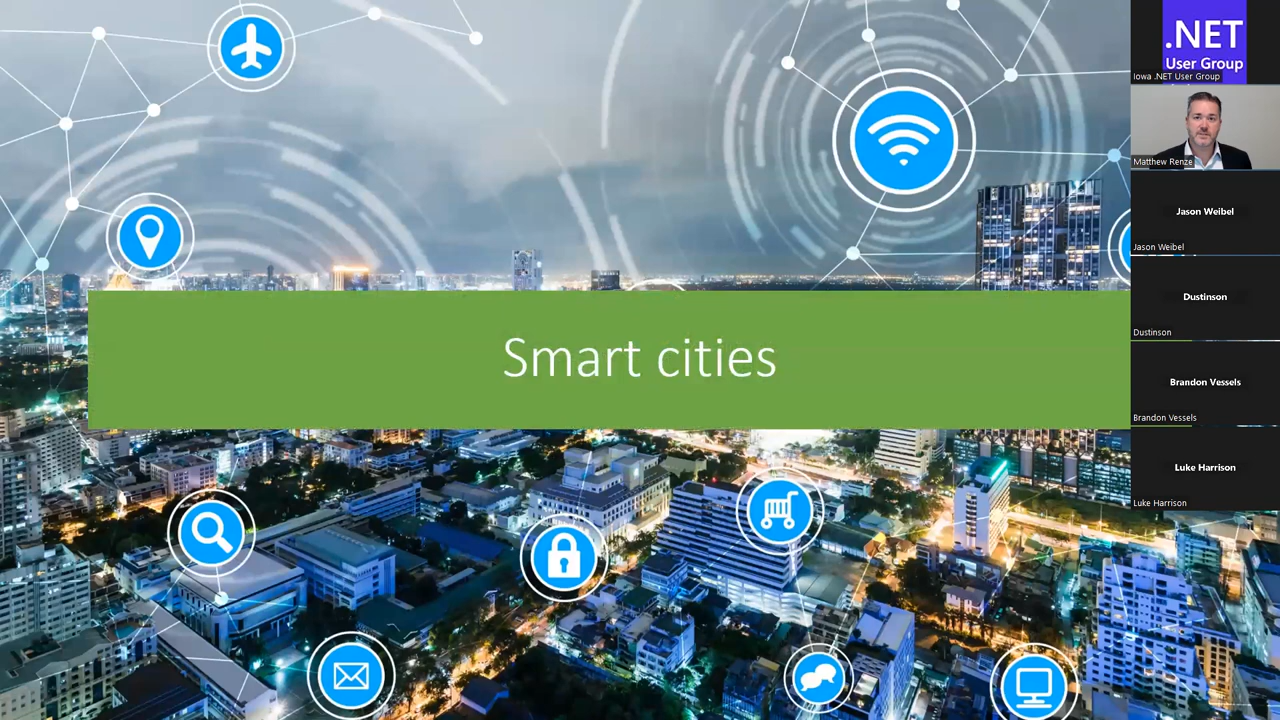 Smart cities
.NET
User Group
Iowa .NET User Group
Matthew Renze
Jason Weibel
Jason Weibel
Dustinson
Dustinson
Brandon Vessels
Brandon Vessels
Luke Harrison
Luke Harrison